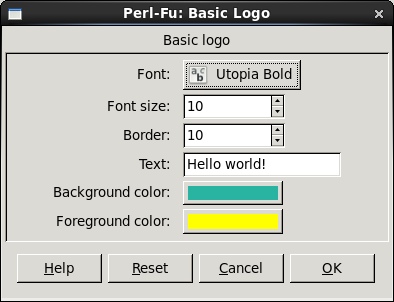 Perl-Fu: Basic Logo
Basic logo
Font: Utopia Bold
Font size: 10
Border: 10
Text: Hello world!
Background color:
Foreground color:
Help Reset Cancel OK